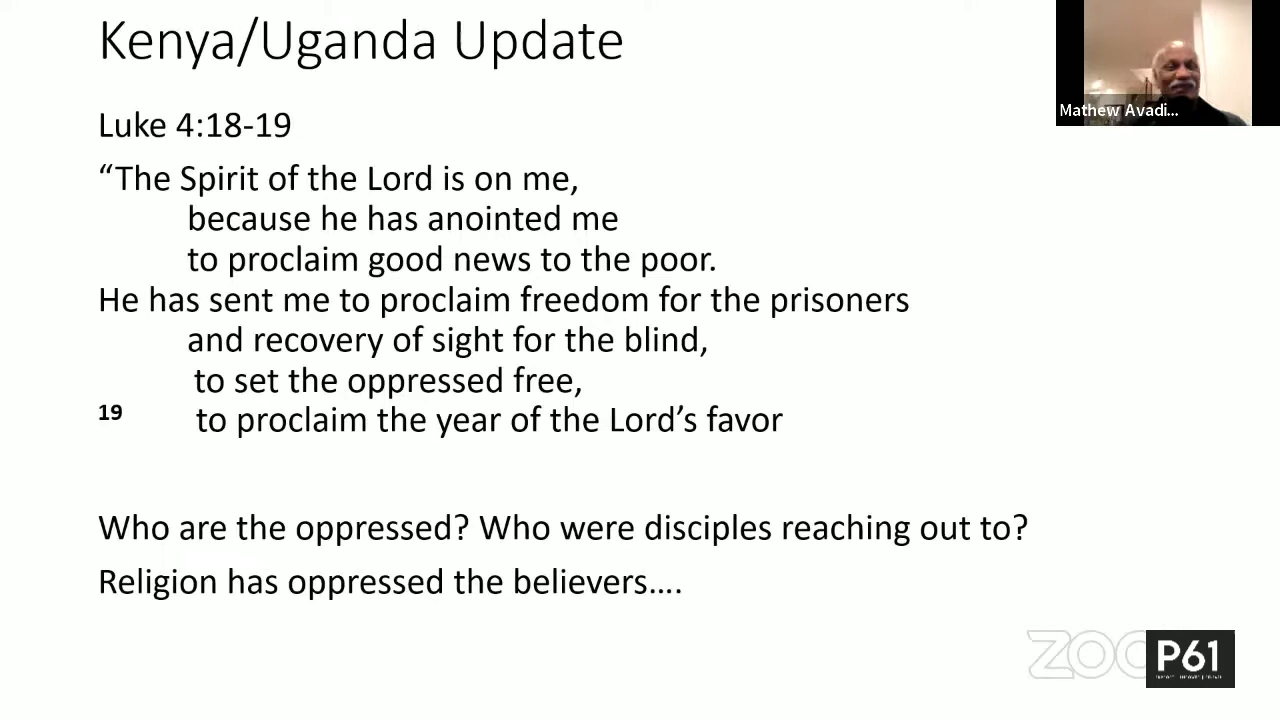 Kenya/Uganda Update
Mathew Avadi...
Luke 4:18-19
“The Spirit of the Lord is on me,
because he has anointed me
to proclaim good news to the poor.
He has sent me to proclaim freedom for the prisoners
and recovery of sight for the blind,
to set the oppressed free,
19 to proclaim the year of the Lord’s favor
Who are the oppressed? Who were disciples reaching out to?
Religion has oppressed the believers….
P61